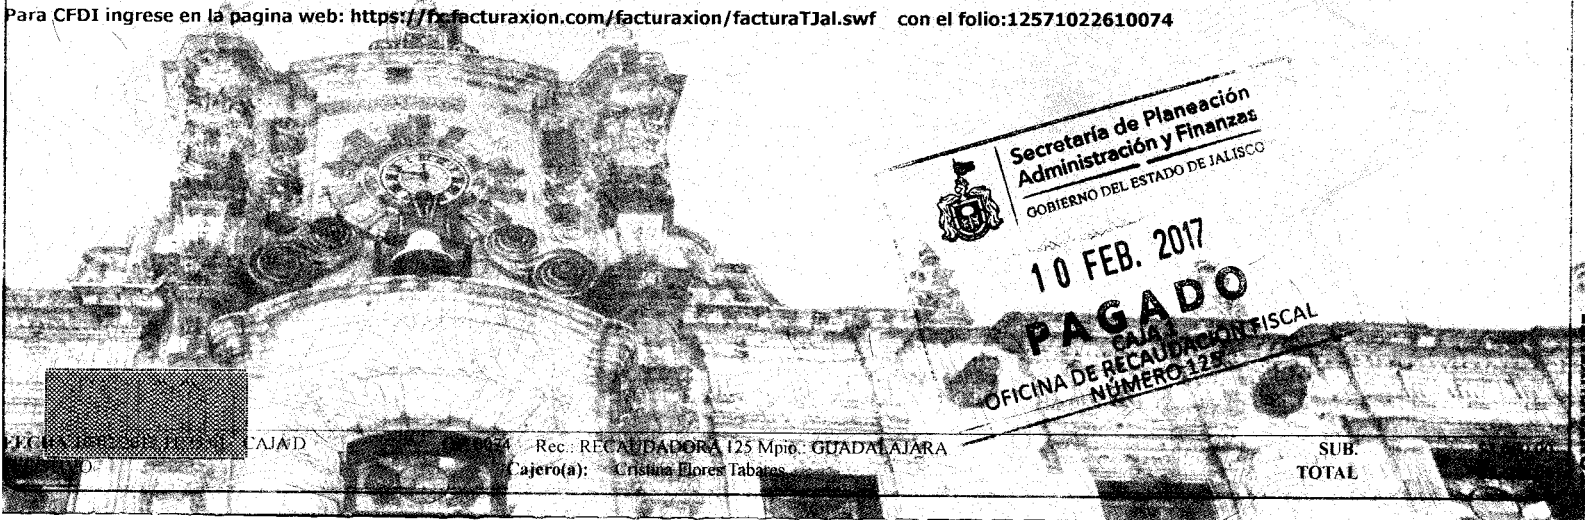 Para CFDI ingrese en la pagina web: https://fx.facturaxion.com/facturaxion/facturaTJal.swf con el folio:12571022610074
Secretaría de Planeación
Administración y Finanzas
GOBIERNO DEL ESTADO DE JALISCO
10 FEB. 2017
PAGADO
CAJA
OFICINA DE RECAUDACIÓN FISCAL
NÚMERO 125
FECHA CAJA D Rec.: RECAUDADORA 125 Mpio.: GUADALAJARA SUB.
Cajero(a): Cristina Flores TOTAL